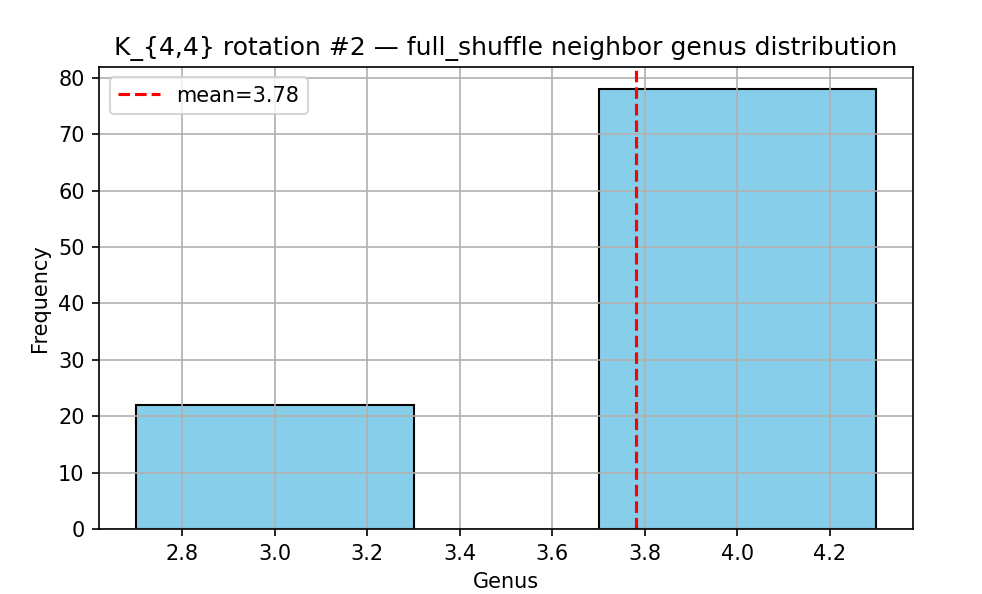 K_{4,4} rotation #2 — full_shuffle neighbor genus distribution
mean=3.78
Frequency
80
70
60
50
40
30
20
10
0
2.8 3.0 3.2 3.4 3.6 3.8 4.0 4.2
Genus